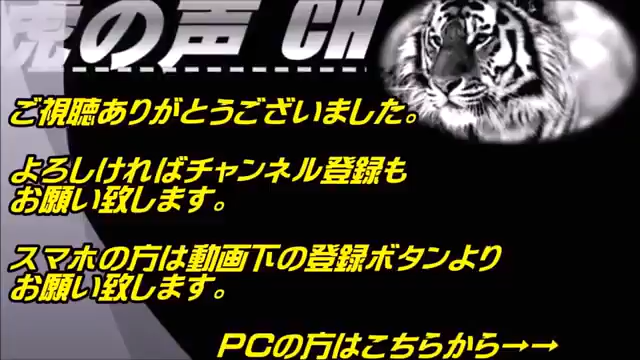 虎の声 CH
ご視聴ありがとうございました。
よろしければチャンネル登録も
お願い致します。
スマホの方は動画下の登録ボタンより
お願い致します。
PCの方はこちらから→→